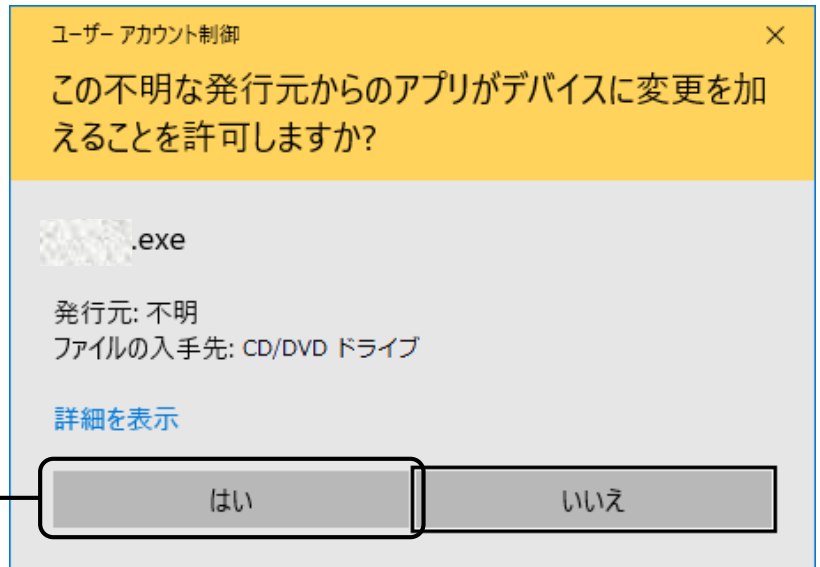 ユーザー アカウント制御
この不明な発行元からのアプリがデバイスに変更を加
えることを許可しますか?
.exe
発行元: 不明
ファイルの入手先: CD/DVD ドライブ
詳細を表示
はい
いいえ